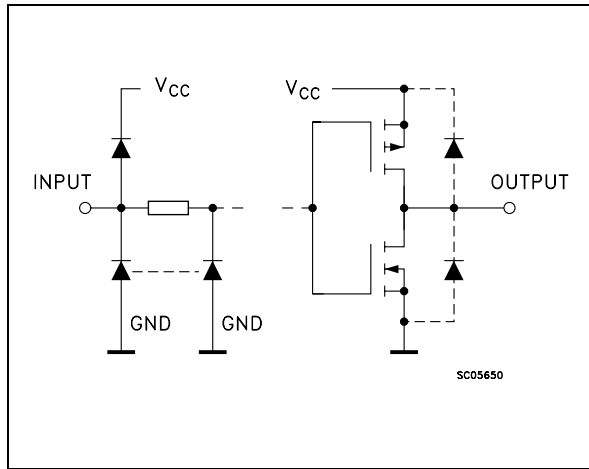 VCC
VCC
INPUT
OUTPUT
GND
GND
SC05650